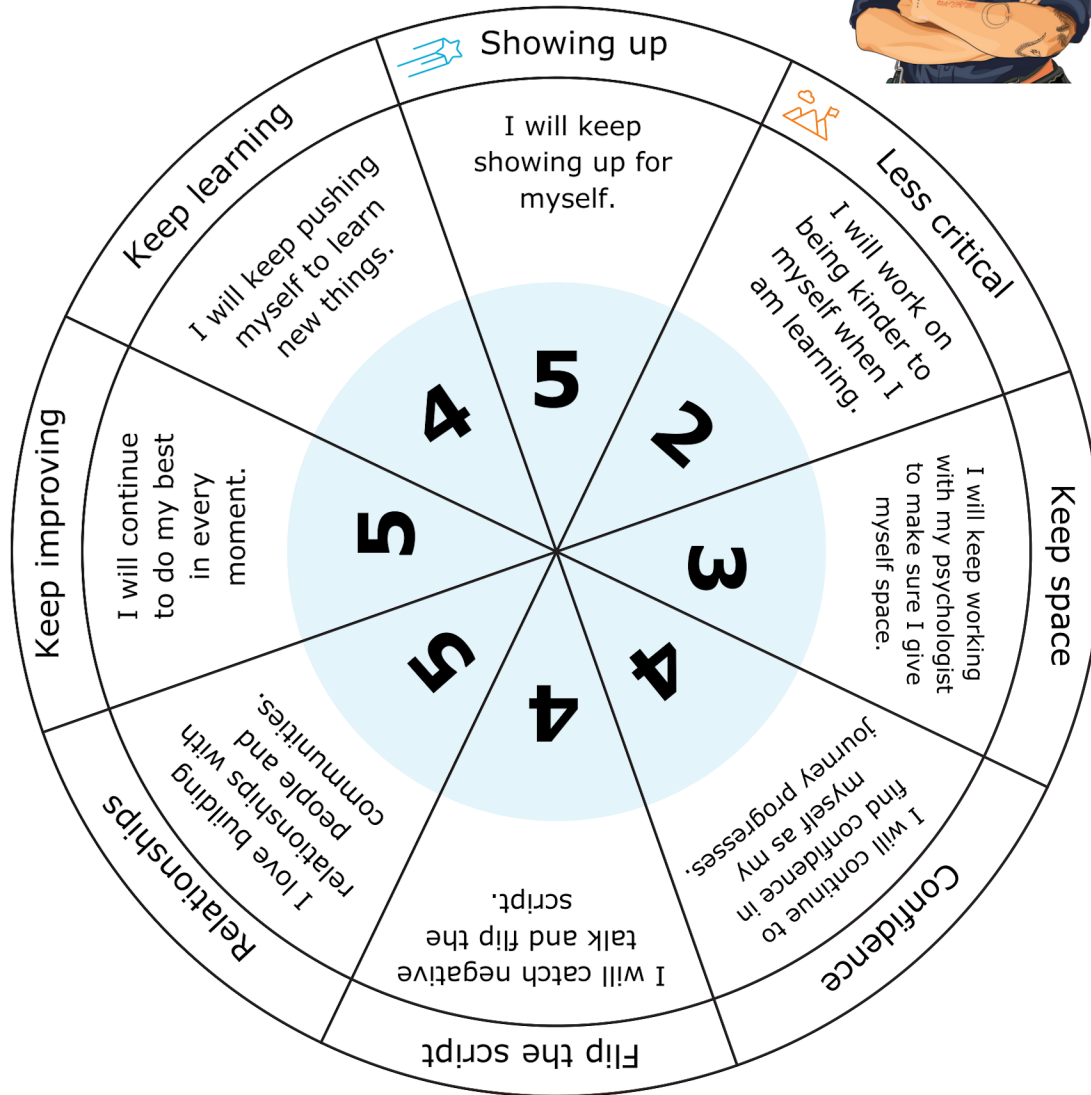 Showing up
I will keep
showing up for
myself.
5
Less critical
I will work on
being kinder to
myself when I
am learning.
2
Keep space
I will keep working
with my psychologist
to make sure I give
myself space.
3
Confidence
I will continue to
find confidence in
myself as my
journey progresses.
4
Flip the script
I will catch negative
talk and flip the
script.
4
Relationships
I love building
relationships with
people and
communities.
5
Keep improving
I will continue
to do my best
in every
moment.
5
Keep learning
I will keep pushing
myself to learn
new things.
4